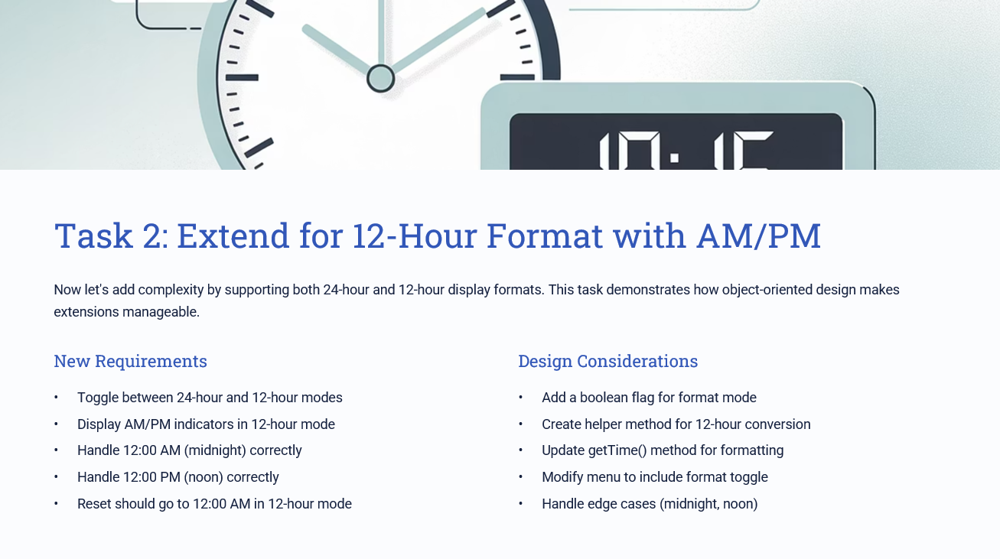 10:15
Task 2: Extend for 12-Hour Format with AM/PM
Now let's add complexity by supporting both 24-hour and 12-hour display formats. This task demonstrates how object-oriented design makes
extensions manageable.
New Requirements
• Toggle between 24-hour and 12-hour modes
• Display AM/PM indicators in 12-hour mode
• Handle 12:00 AM (midnight) correctly
• Handle 12:00 PM (noon) correctly
• Reset should go to 12:00 AM in 12-hour mode
Design Considerations
• Add a boolean flag for format mode
• Create helper method for 12-hour conversion
• Update getTime() method for formatting
• Modify menu to include format toggle
• Handle edge cases (midnight, noon)